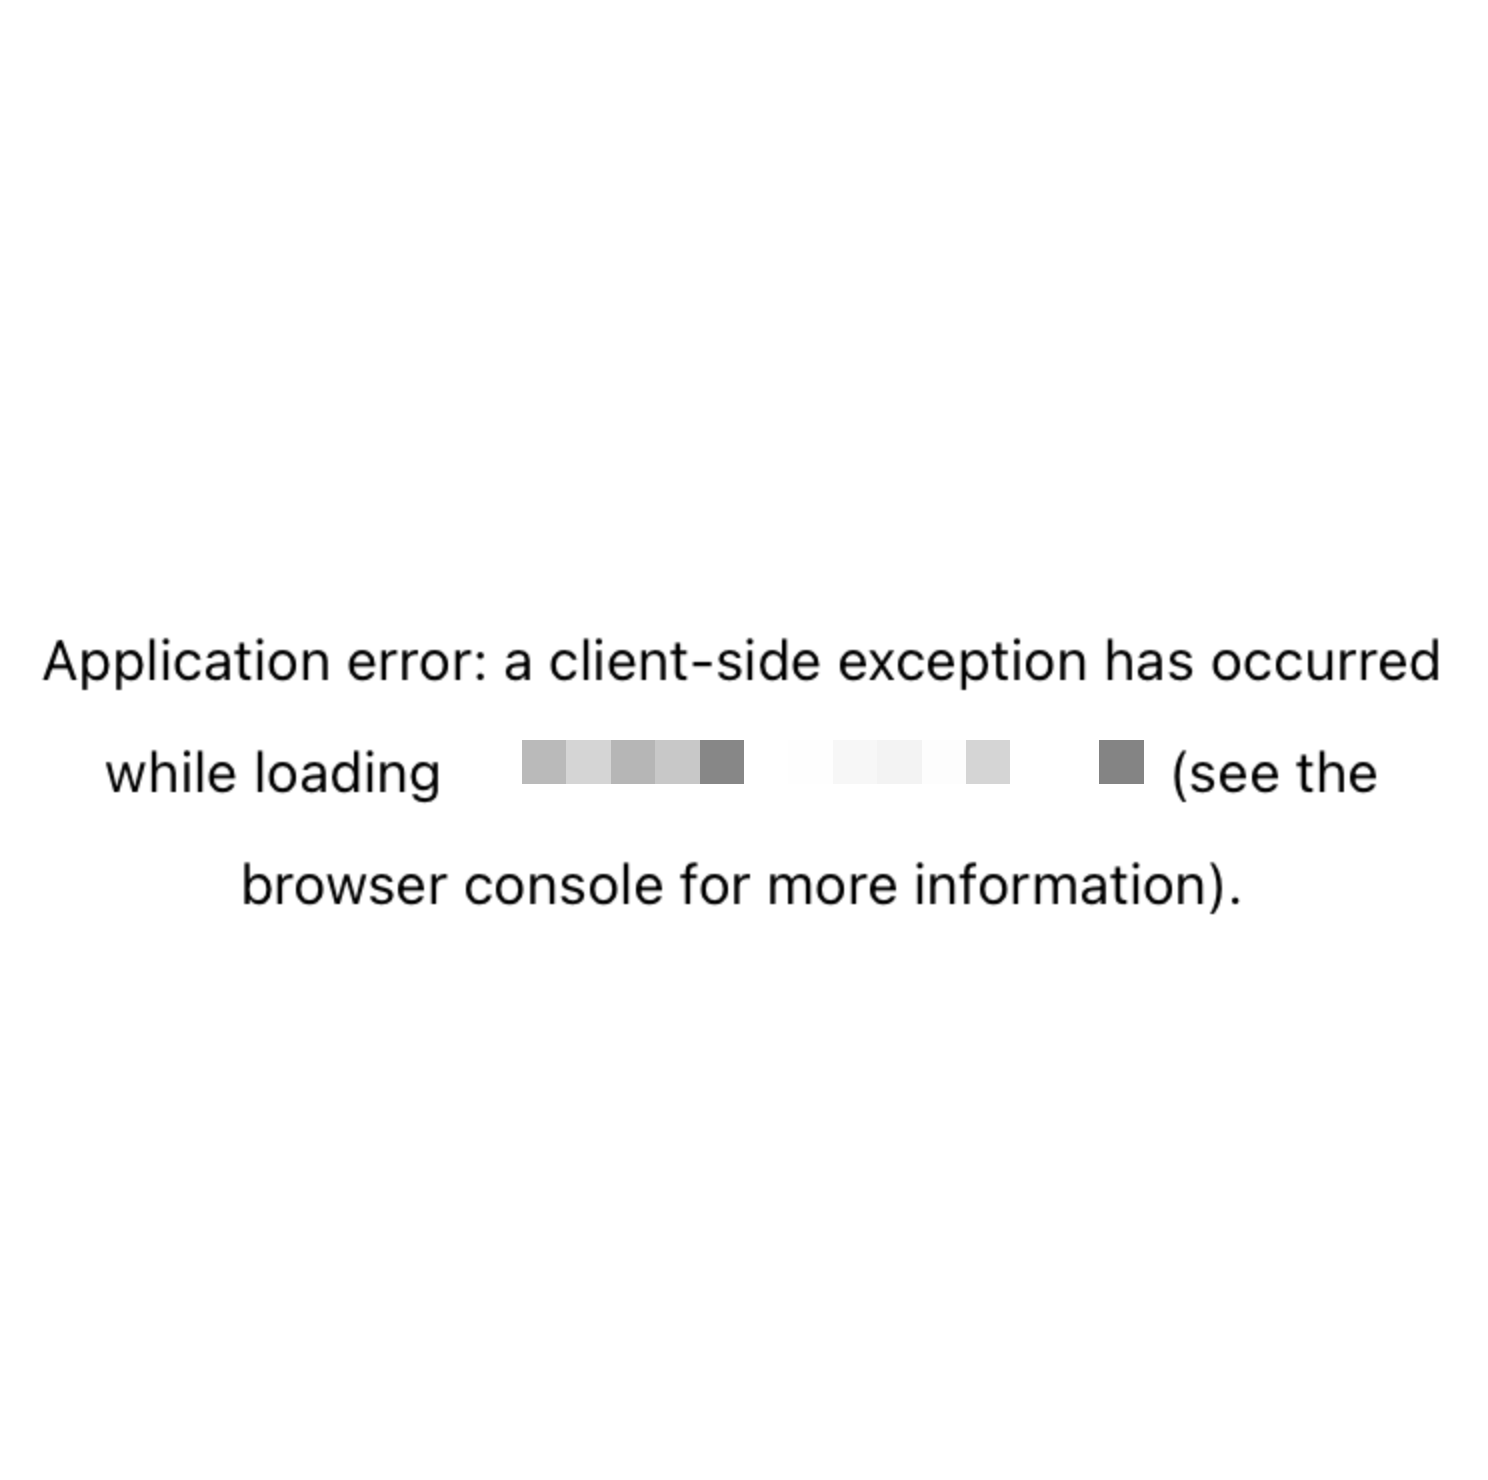 Application error: a client-side exception has occurred
while loading (see the
browser console for more information).